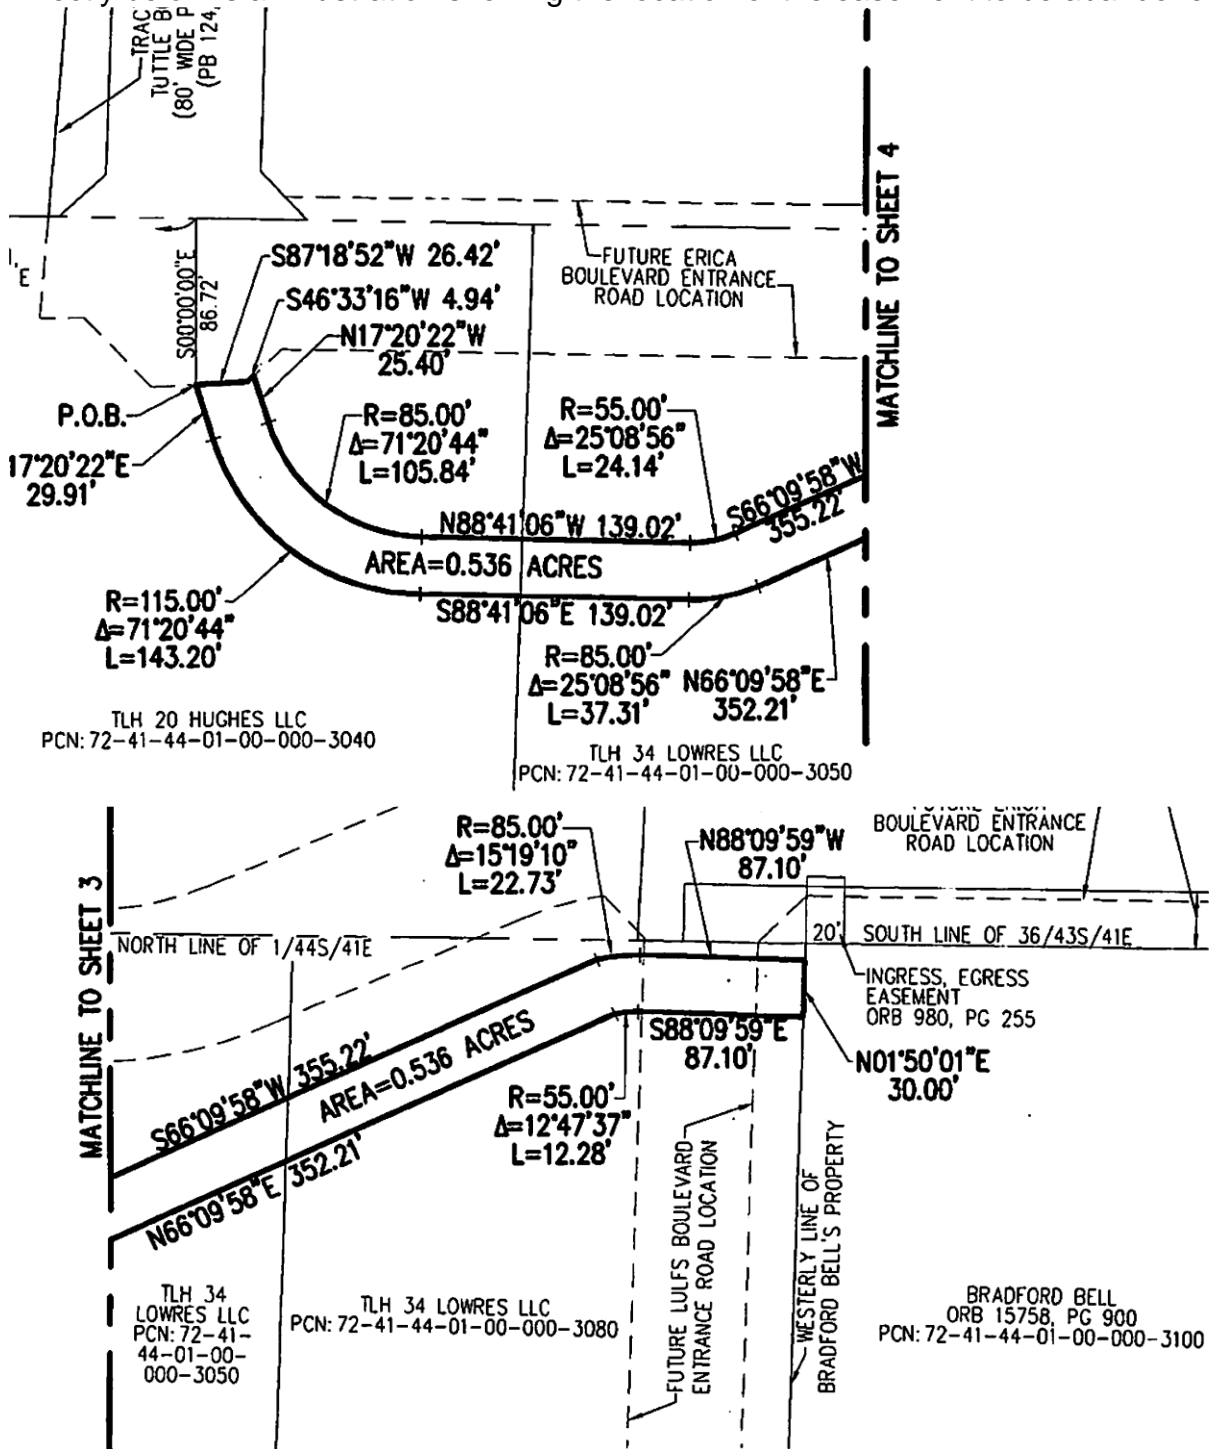 TRAC
TUTTLE B
(80' WIDE P
(PB 124,
MATCHLINE TO SHEET 4
S87°18'52"W 26.42'
FUTURE ERICA
BOULEVARD ENTRANCE
ROAD LOCATION
'E
S00°00'00"E
86.72'
S46°33'16"W 4.94'
N17°20'22"W
25.40'
P.O.B.
R=85.00'
Δ=71°20'44"
L=105.84'
R=55.00'
Δ=25°08'56"
L=24.14'
17°20'22"E
29.91'
S66°09'58"W
355.22'
N88°41'06"W 139.02'
AREA=0.536 ACRES
S88°41'06"E 139.02'
R=115.00'
Δ=71°20'44"
L=143.20'
R=85.00'
Δ=25°08'56"
L=37.31'
N66°09'58"E
352.21'
TLH 20 HUGHES LLC
PCN: 72-41-44-01-00-000-3040
TLH 34 LOWRES LLC
PCN: 72-41-44-01-00-000-3050
R=85.00'
Δ=15°19'10"
L=22.73'
N88°09'59"W
87.10'
BOULEVARD ENTRANCE
ROAD LOCATION
MATCHLINE TO SHEET 3
NORTH LINE OF 1/44S/41E
20'
SOUTH LINE OF 36/43S/41E
INGRESS, EGRESS
EASEMENT
ORB 980, PG 255
S88°09'59"E
87.10'
N01°50'01"E
30.00'
S66°09'58"W 355.22'
AREA=0.536 ACRES
N66°09'58"E 352.21'
R=55.00'
Δ=12°47'37"
L=12.28'
FUTURE LULFS BOULEVARD
ENTRANCE ROAD LOCATION
WESTERLY LINE OF
BRADFORD BELL'S PROPERTY
TLH 34
LOWRES LLC
PCN: 72-41-
44-01-00-
000-3050
TLH 34 LOWRES LLC
PCN: 72-41-44-01-00-000-3080
BRADFORD BELL
ORB 15758, PG 900
PCN: 72-41-44-01-00-000-3100